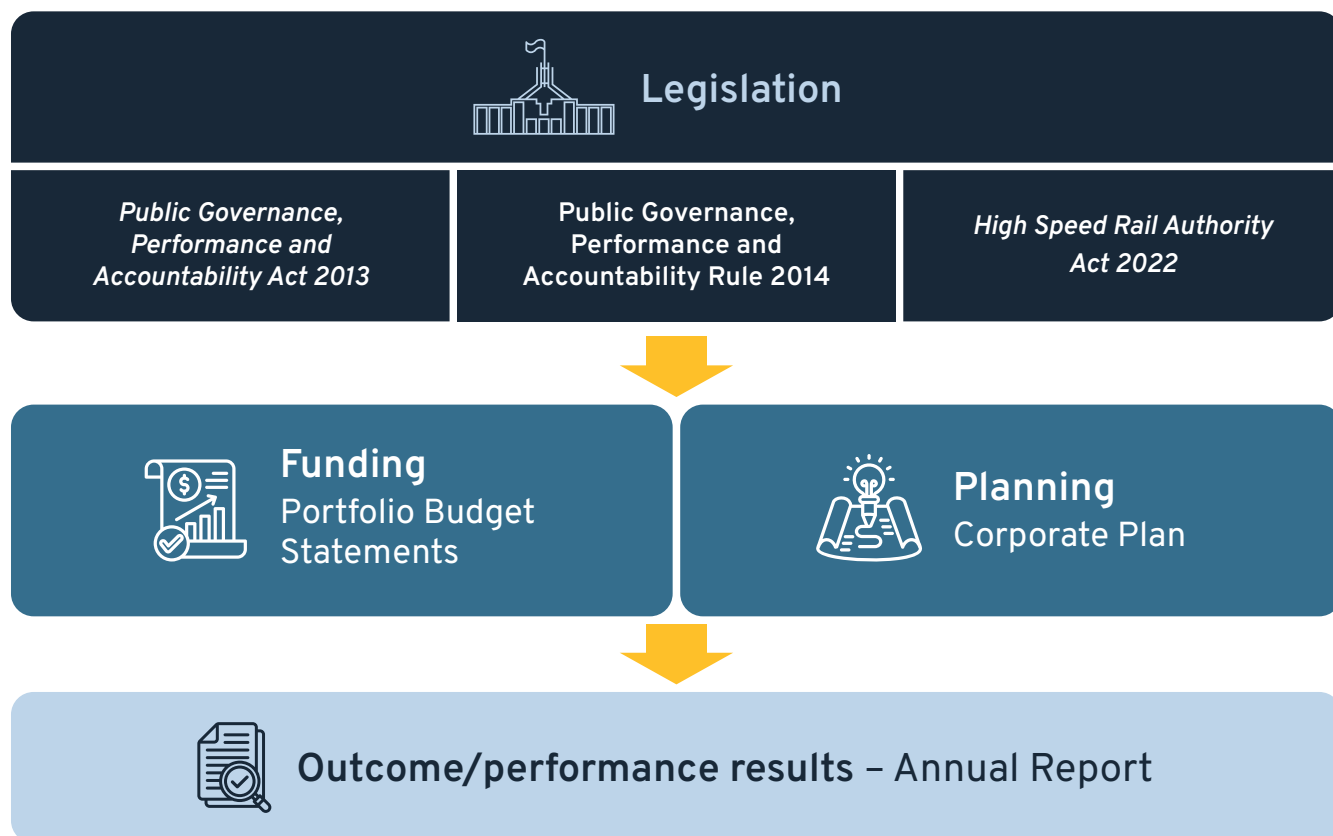 Legislation
Public Governance,
Performance and
Accountability Act 2013
Public Governance,
Performance and
Accountability Rule 2014
High Speed Rail Authority
Act 2022
$
Funding
Portfolio Budget
Statements
Planning
Corporate Plan
Outcome/performance results – Annual Report